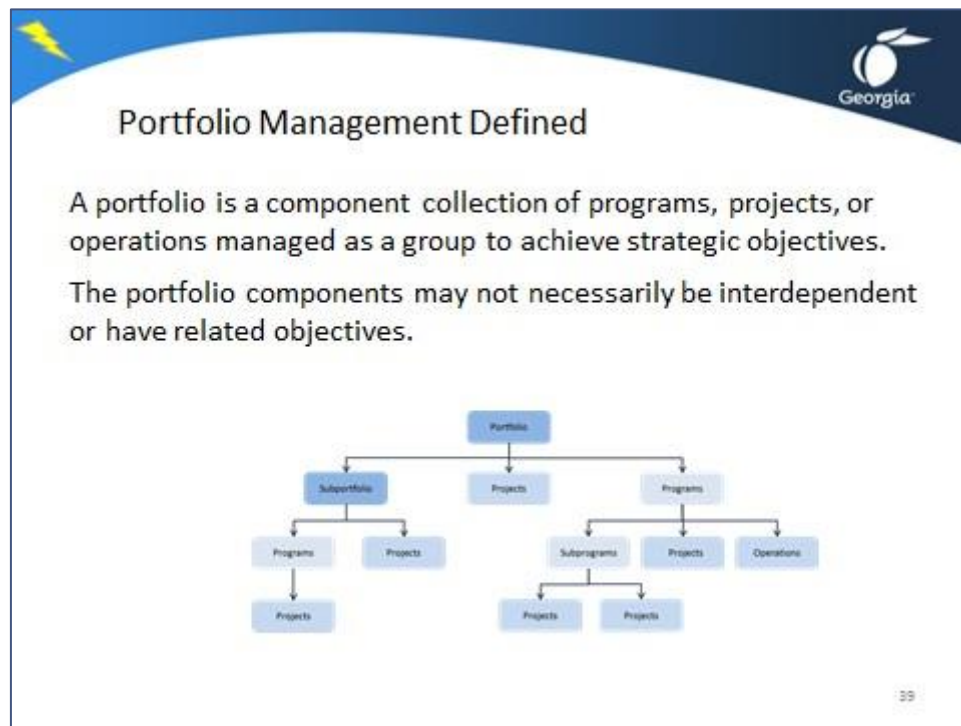 Georgia
Portfolio Management Defined
A portfolio is a component collection of programs, projects, or
operations managed as a group to achieve strategic objectives.
The portfolio components may not necessarily be interdependent
or have related objectives.
Portfolio
Subportfolio
Projects
Programs
Programs
Projects
Subprograms
Projects
Operations
Projects
Projects
Projects
39